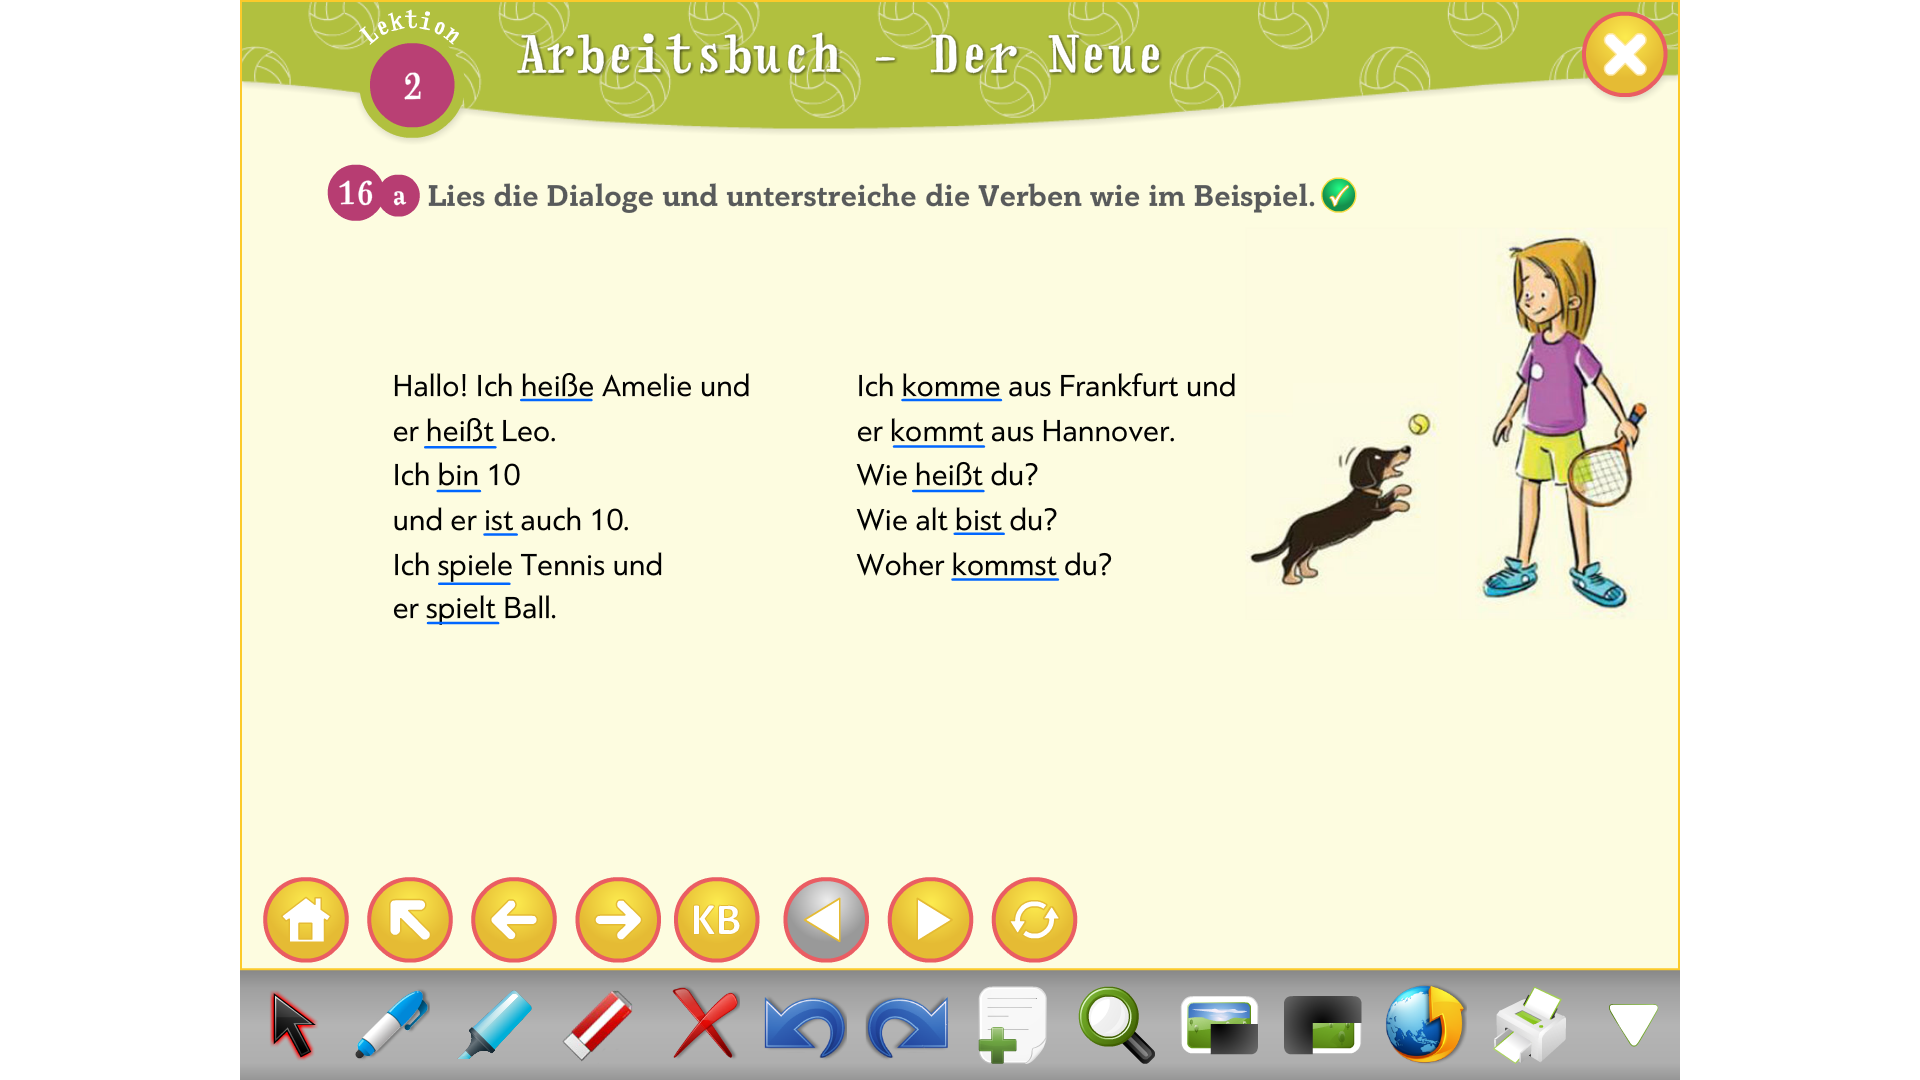 Lektion
2
Arbeitsbuch - Der Neue
16 a Lies die Dialoge und unterstreiche die Verben wie im Beispiel.
Hallo! Ich heiße Amelie und
er heißt Leo.
Ich bin 10
und er ist auch 10.
Ich spiele Tennis und
er spielt Ball.
Ich komme aus Frankfurt und
er kommt aus Hannover.
Wie heißt du?
Wie alt bist du?
Woher kommst du?
KB